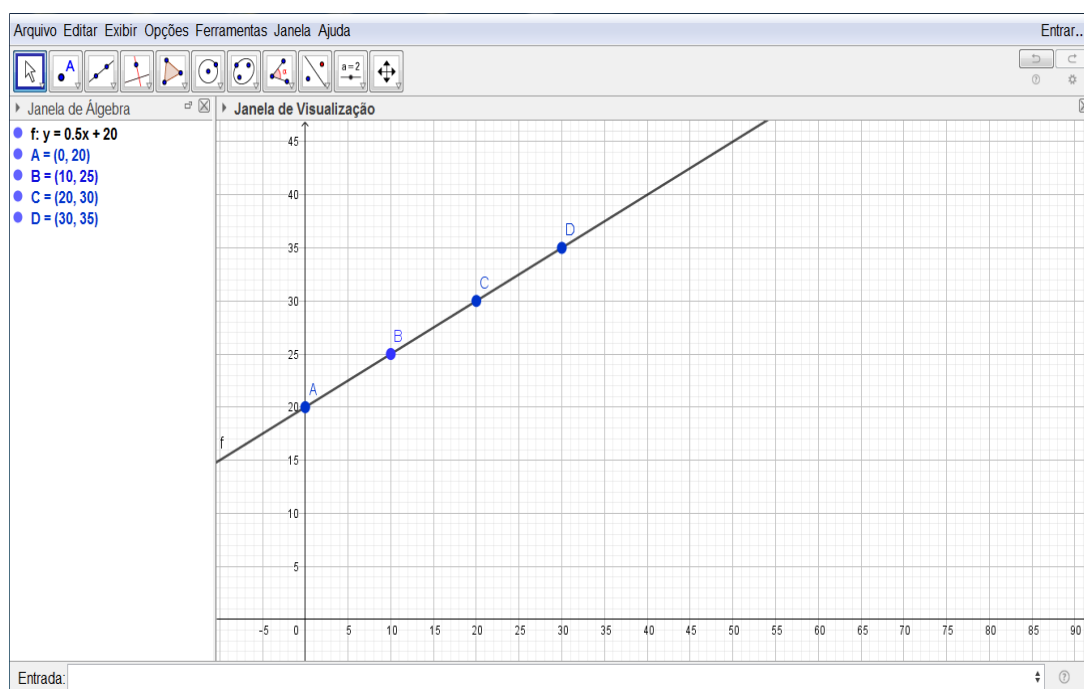 Arquivo Editar Exibir Opções Ferramentas Janela Ajuda Entrar..
A α a = 2
Janela de Álgebra
Janela de Visualização
f: y = 0.5x + 20
A = (0, 20)
B = (10, 25)
C = (20, 30)
D = (30, 35)
45
40
35
30
25
20
15
10
5
D
C
B
A
f
-5 0 5 10 15 20 25 30 35 40 45 50 55 60 65 70 75 80 85 90
Entrada: